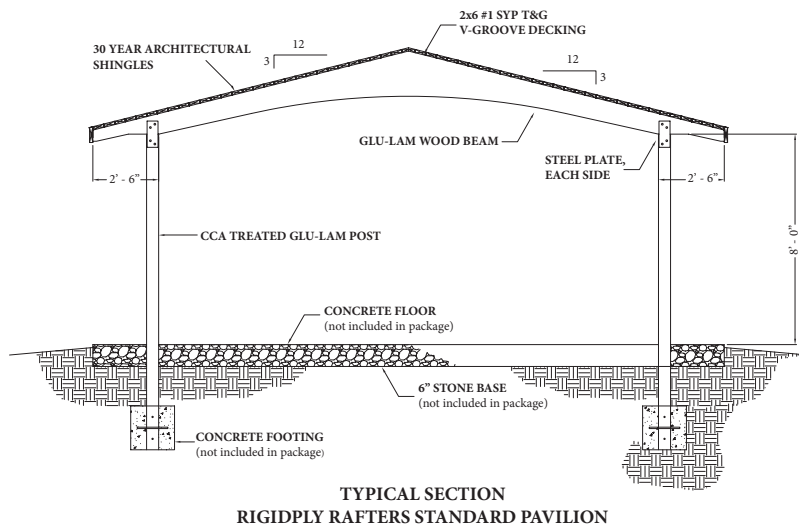 2x6 #1 SYP T&G
V-GROOVE DECKING
30 YEAR ARCHITECTURAL
SHINGLES
12
3
12
3
GLU-LAM WOOD BEAM
STEEL PLATE,
EACH SIDE
2' - 6"
2' - 6"
CCA TREATED GLU-LAM POST
8' - 0"
CONCRETE FLOOR
(not included in package)
6” STONE BASE
(not included in package)
CONCRETE FOOTING
(not included in package)
TYPICAL SECTION
RIGIDPLY RAFTERS STANDARD PAVILION